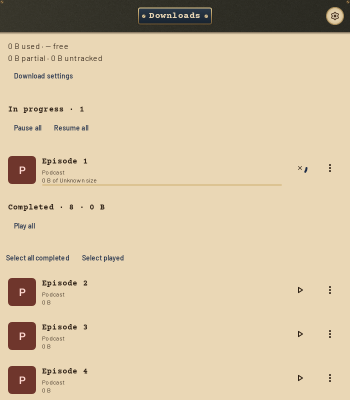 Downloads
0 B used · — free
0 B partial · 0 B untracked
Download settings
In progress · 1
Pause all Resume all
P
Episode 1
Podcast
0 B of Unknown size
Completed · 8 · 0 B
Play all
Select all completed Select played
P
Episode 2
Podcast
0 B
P
Episode 3
Podcast
0 B
P
Episode 4
Podcast
0 B